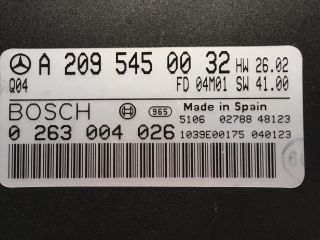 A 209 545 00 32 HW 26.02
Q04 FD 04M01 SW 41.00
BOSCH 965 Made in Spain
5106 02788 48123
0 263 004 026 1039E00175 040123